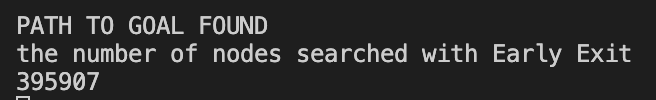 PATH TO GOAL FOUND
the number of nodes searched with Early Exit
395907